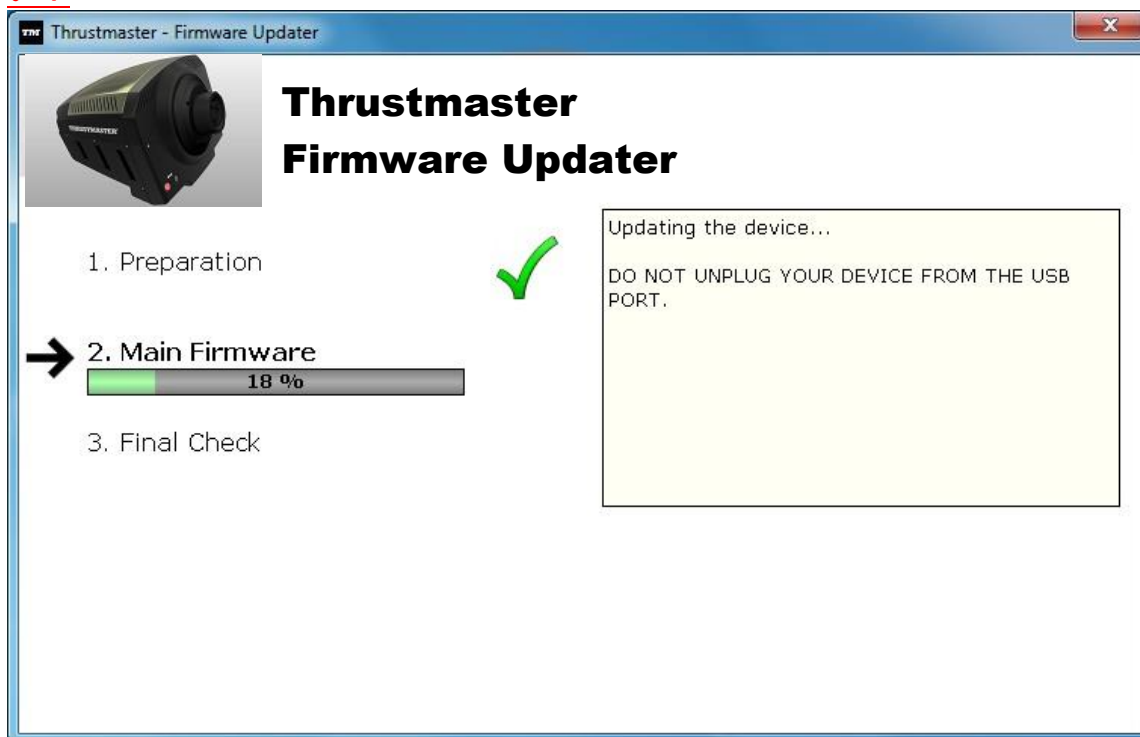 Thrustmaster - Firmware Updater
Thrustmaster
Firmware Updater
THRUSTMASTER
1. Preparation
2. Main Firmware
18 %
3. Final Check
Updating the device...
DO NOT UNPLUG YOUR DEVICE FROM THE USB
PORT.